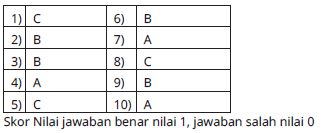 1) C 6) B
2) B 7) A
3) B 8) C
4) A 9) B
5) C 10) A
Skor Nilai jawaban benar nilai 1, jawaban salah nilai 0